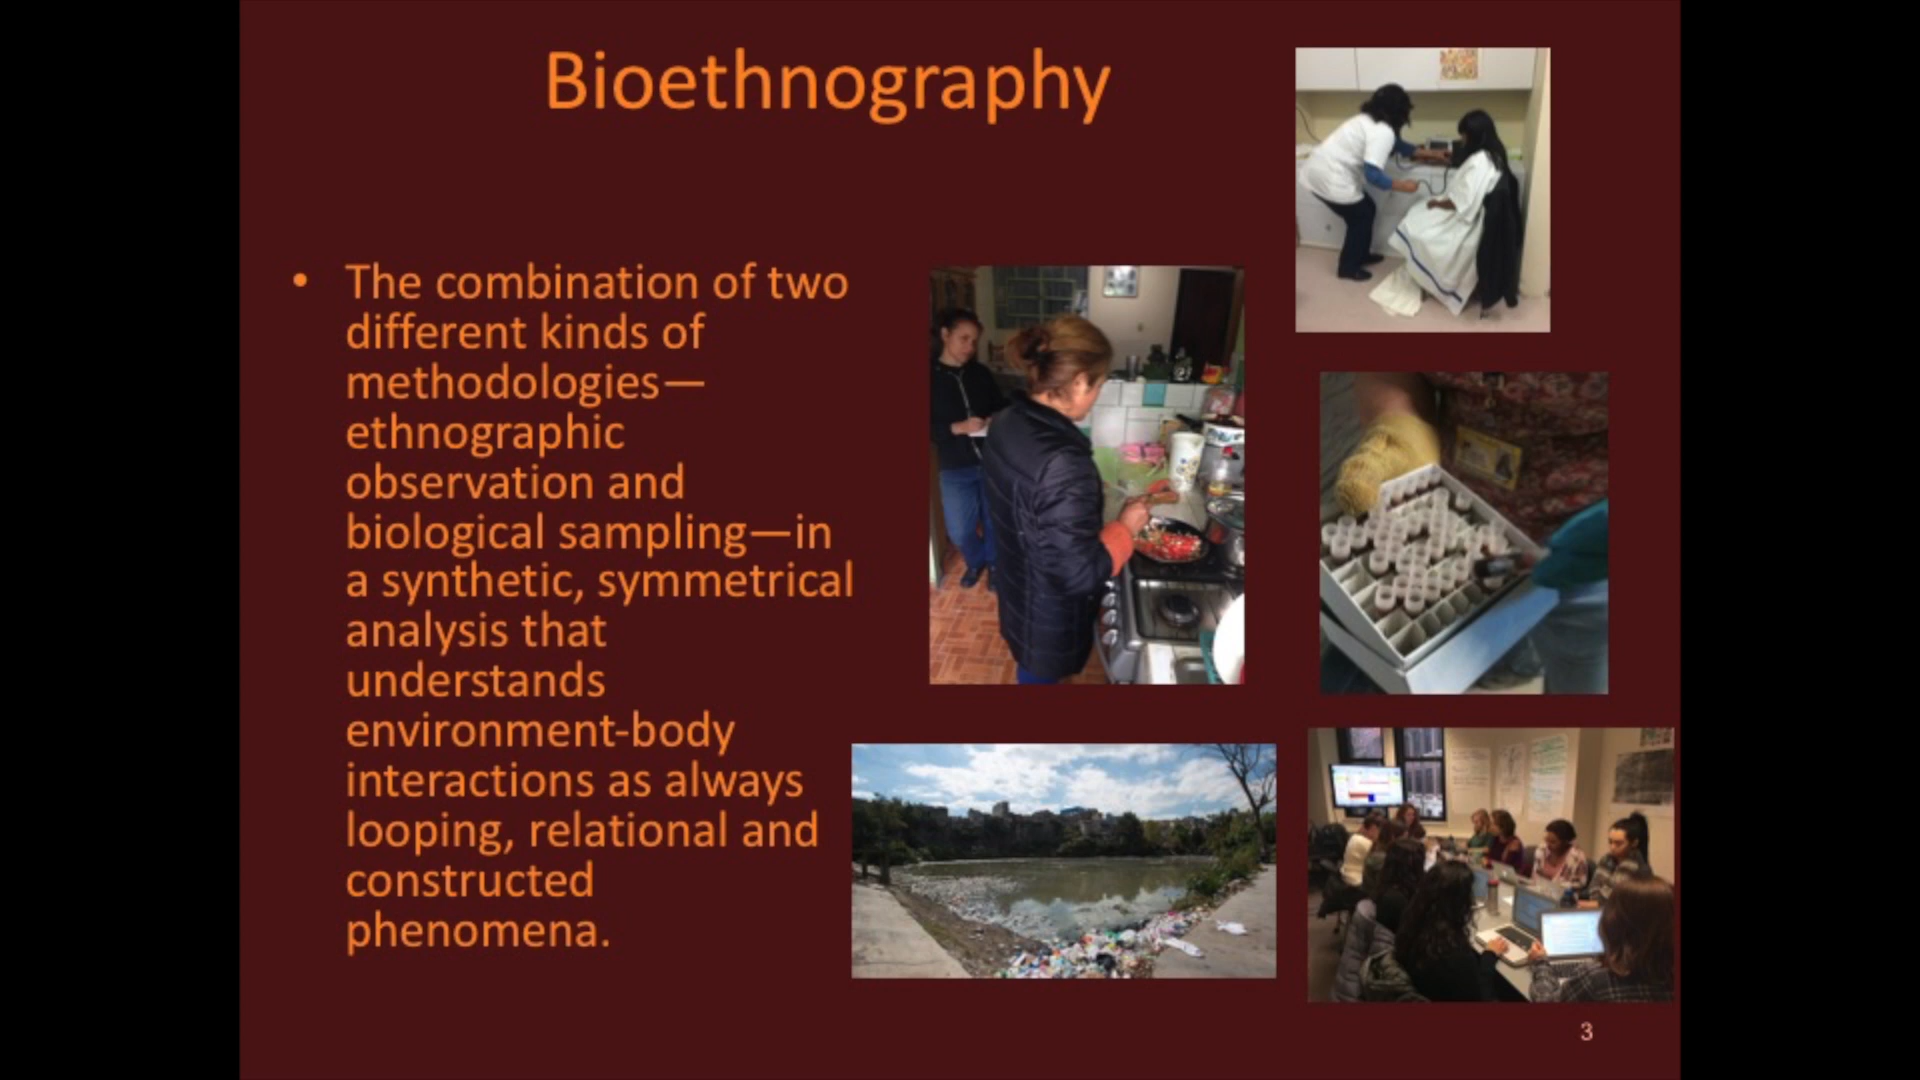 Bioethnography
• The combination of two
different kinds of
methodologies—
ethnographic
observation and
biological sampling—in
a synthetic, symmetrical
analysis that
understands
environment-body
interactions as always
looping, relational and
constructed
phenomena.
3